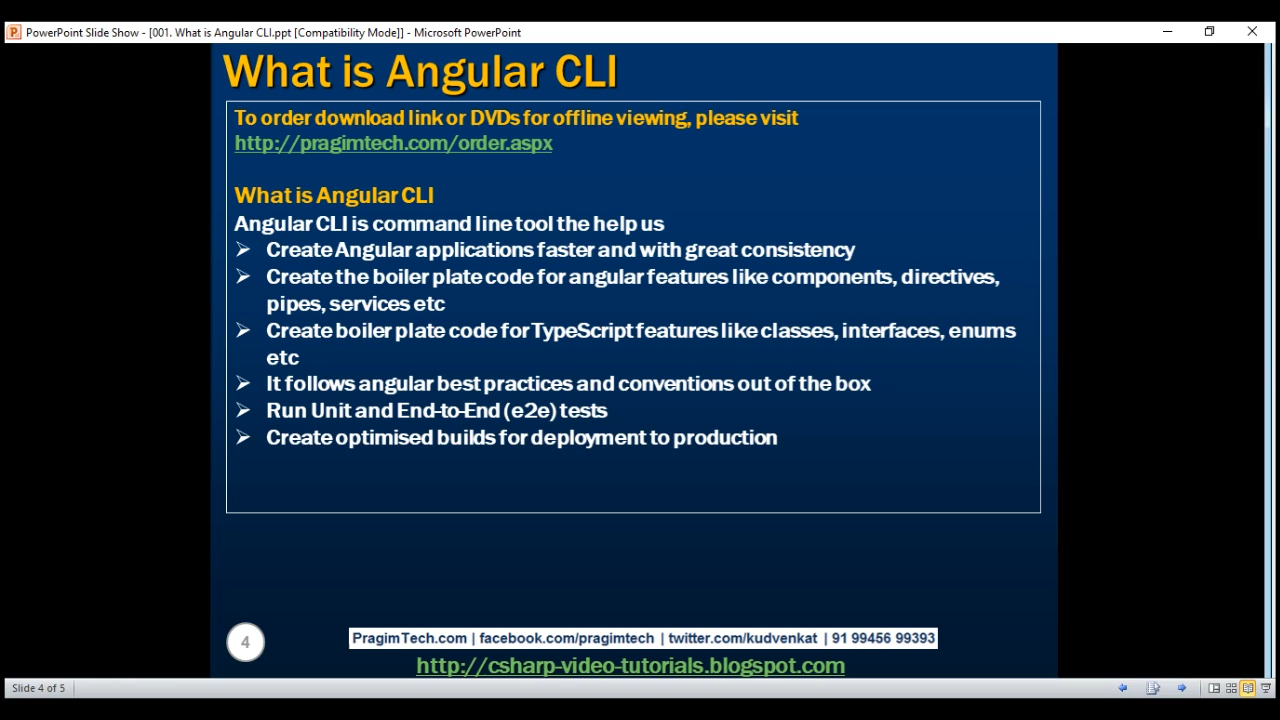 PowerPoint Slide Show - [001. What is Angular CLI.ppt [Compatibility Mode]] - Microsoft PowerPoint
What is Angular CLI
To order download link or DVDs for offline viewing, please visit
http://pragimtech.com/order.aspx
What is Angular CLI
Angular CLI is command line tool the help us
Create Angular applications faster and with great consistency
Create the boiler plate code for angular features like components, directives,
pipes, services etc
Create boiler plate code for TypeScript features like classes, interfaces, enums
etc
It follows angular best practices and conventions out of the box
Run Unit and End-to-End (e2e) tests
Create optimised builds for deployment to production
4
PragimTech.com | facebook.com/pragimtech | twitter.com/kudvenkat | 91 99456 99393
http://csharp-video-tutorials.blogspot.com
Slide 4 of 5